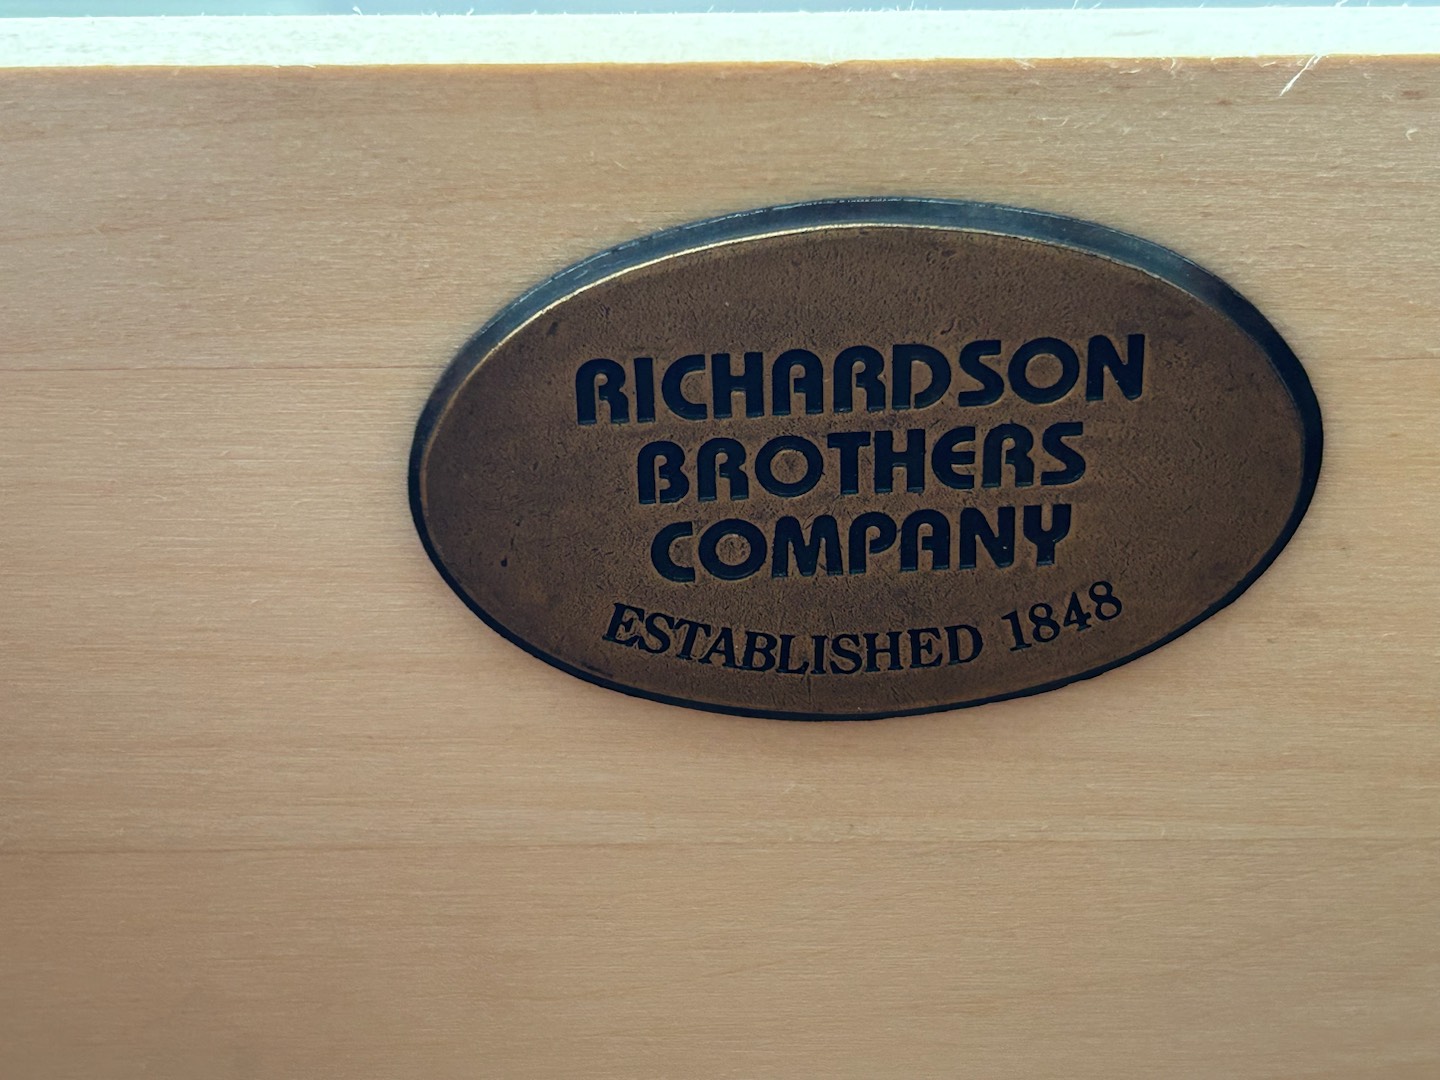 RICHARDSON
BROTHERS
COMPANY
ESTABLISHED 1848